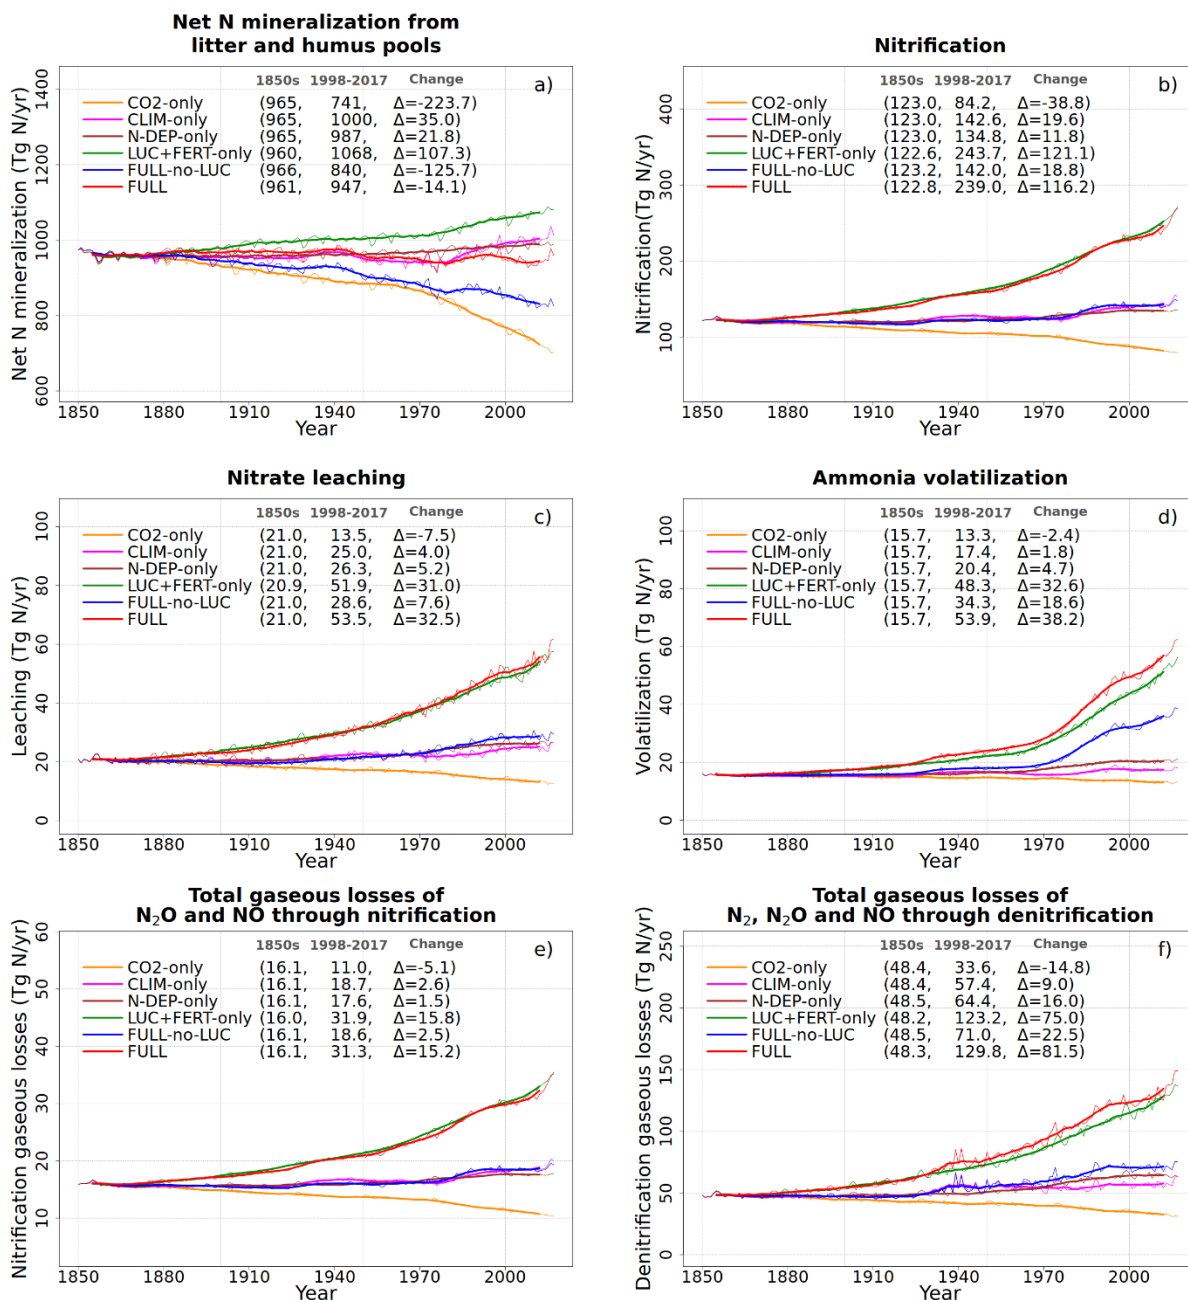 Net N mineralization from
litter and humus pools
1850s 1998-2017 Change
a)
CO2-only (965, 741, Δ=-223.7)
CLIM-only (965, 1000, Δ=35.0)
N-DEP-only (965, 987, Δ=21.8)
LUC+FERT-only (960, 1068, Δ=107.3)
FULL-no-LUC (966, 840, Δ=-125.7)
FULL (961, 947, Δ=-14.1)
Net N mineralization (Tg N/yr)
1400
1200
1000
800
600
1850 1880 1910 1940 1970 2000
Year
Nitrification
1850s 1998-2017 Change
b)
CO2-only (123.0, 84.2, Δ=-38.8)
CLIM-only (123.0, 142.6, Δ=19.6)
N-DEP-only (123.0, 134.8, Δ=11.8)
LUC+FERT-only (122.6, 243.7, Δ=121.1)
FULL-no-LUC (123.2, 142.0, Δ=18.8)
FULL (122.8, 239.0, Δ=116.2)
Nitrification(Tg N/yr)
400
300
200
100
1850 1880 1910 1940 1970 2000
Year
Nitrate leaching
1850s 1998-2017 Change
c)
CO2-only (21.0, 13.5, Δ=-7.5)
CLIM-only (21.0, 25.0, Δ=4.0)
N-DEP-only (21.0, 26.3, Δ=5.2)
LUC+FERT-only (20.9, 51.9, Δ=31.0)
FULL-no-LUC (21.0, 28.6, Δ=7.6)
FULL (21.0, 53.5, Δ=32.5)
Leaching (Tg N/yr)
100
80
60
40
20
0
1850 1880 1910 1940 1970 2000
Year
Ammonia volatilization
1850s 1998-2017 Change
d)
CO2-only (15.7, 13.3, Δ=-2.4)
CLIM-only (15.7, 17.4, Δ=1.8)
N-DEP-only (15.7, 20.4, Δ=4.7)
LUC+FERT-only (15.7, 48.3, Δ=32.6)
FULL-no-LUC (15.7, 34.3, Δ=18.6)
FULL (15.7, 53.9, Δ=38.2)
Volatilization (Tg N/yr)
100
80
60
40
20
0
1850 1880 1910 1940 1970 2000
Year
Total gaseous losses of
N₂O and NO through nitrification
1850s 1998-2017 Change
e)
CO2-only (16.1, 11.0, Δ=-5.1)
CLIM-only (16.1, 18.7, Δ=2.6)
N-DEP-only (16.1, 17.6, Δ=1.5)
LUC+FERT-only (16.0, 31.9, Δ=15.8)
FULL-no-LUC (16.1, 18.6, Δ=2.5)
FULL (16.1, 31.3, Δ=15.2)
Nitrification gaseous losses (Tg N/yr)
60
50
40
30
20
10
1850 1880 1910 1940 1970 2000
Year
Total gaseous losses of
N₂, N₂O and NO through denitrification
1850s 1998-2017 Change
f)
CO2-only (48.4, 33.6, Δ=-14.8)
CLIM-only (48.4, 57.4, Δ=9.0)
N-DEP-only (48.5, 64.4, Δ=16.0)
LUC+FERT-only (48.2, 123.2, Δ=75.0)
FULL-no-LUC (48.5, 71.0, Δ=22.5)
FULL (48.3, 129.8, Δ=81.5)
Denitrification gaseous losses (Tg N/yr)
250
200
150
100
50
0
1850 1880 1910 1940 1970 2000
Year